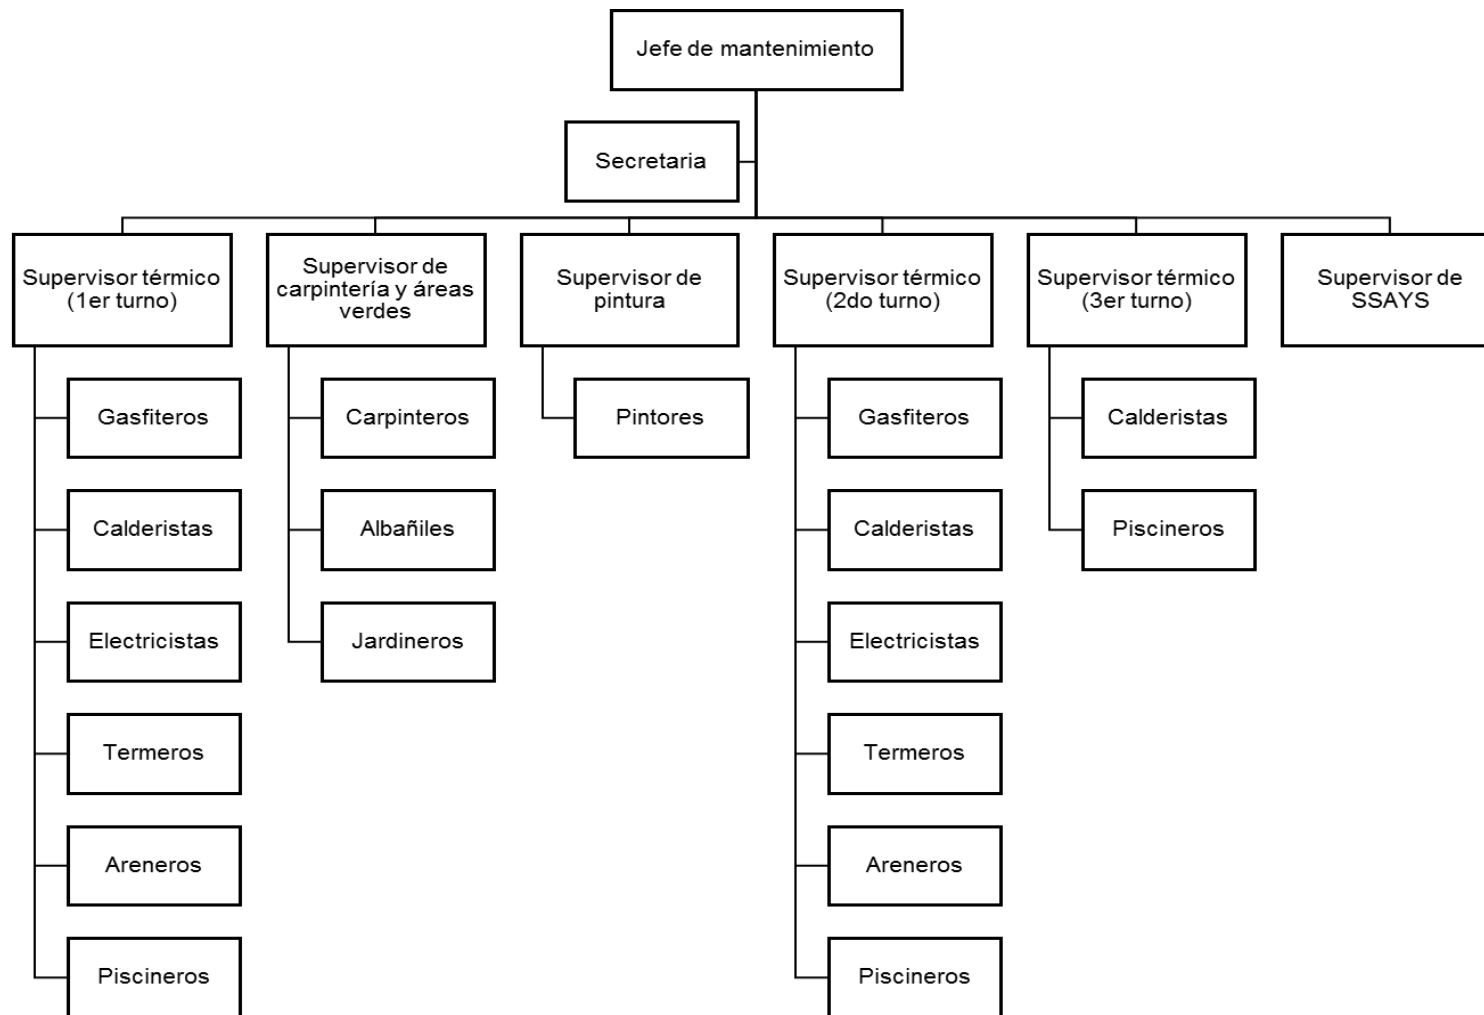 Jefe de mantenimiento
Secretaria
Supervisor térmico
(1er turno)
Supervisor de
carpintería y áreas
verdes
Supervisor de
pintura
Supervisor térmico
(2do turno)
Supervisor térmico
(3er turno)
Supervisor de
SSAYS
Gasfiteros
Calderistas
Electricistas
Termeros
Areneros
Piscineros
Carpinteros
Albañiles
Jardineros
Pintores
Gasfiteros
Calderistas
Electricistas
Termeros
Areneros
Piscineros
Calderistas
Piscineros